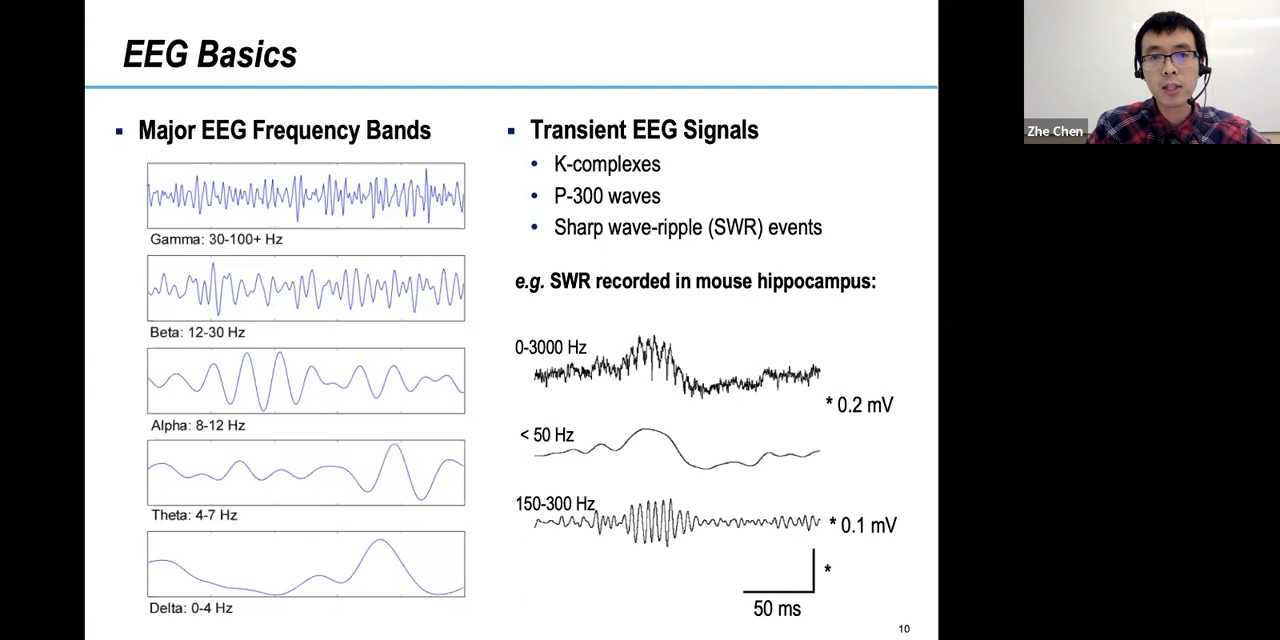 EEG Basics
Major EEG Frequency Bands
Gamma: 30-100+ Hz
Beta: 12-30 Hz
Alpha: 8-12 Hz
Theta: 4-7 Hz
Delta: 0-4 Hz
Transient EEG Signals
K-complexes
P-300 waves
Sharp wave-ripple (SWR) events
e.g. SWR recorded in mouse hippocampus:
0-3000 Hz
* 0.2 mV
< 50 Hz
150-300 Hz
* 0.1 mV
*
50 ms
10
Zhe Chen